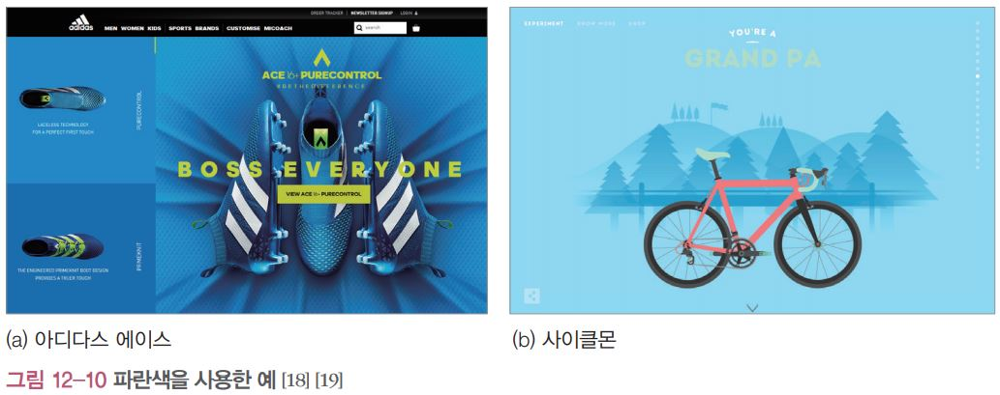 ORDER TRACKER | NEWSLETTER SIGNUP LOGIN
adidas MEN WOMEN KIDS | SPORTS BRANDS | CUSTOMISE MICOACH search
ACE 16+ PURECONTROL
#BETHEDIFFERENCE
LACELESS TECHNOLOGY
FOR A PERFECT FIRST TOUCH
PURECONTROL
BOSS EVERYONE
VIEW ACE 16+ PURECONTROL
THE ENGINEERED PRIMEKNIT BOOT DESIGN
PROVIDES A TRUER TOUCH
PRIMEKNIT
EXPERIMENT KNOW MORE SHOP
YOU'RE A
GRAND PA
(a) 아디다스 에이스
(b) 사이클몬
그림 12-10 파란색을 사용한 예 [18] [19]